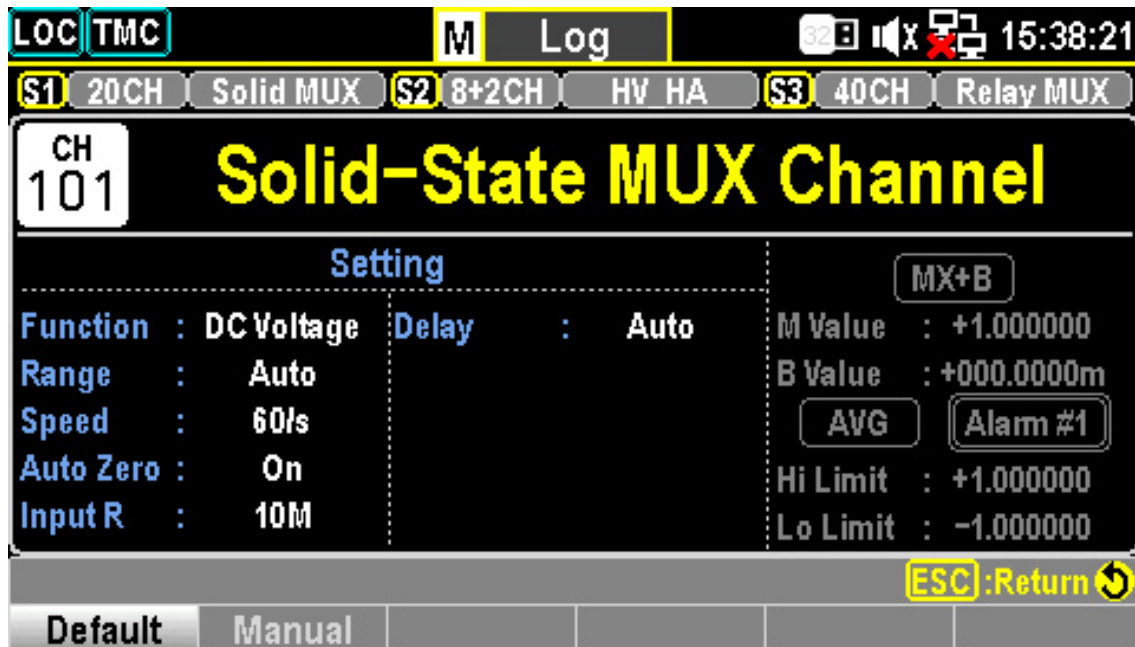 LOC TMC M Log 32 15:38:21
S1 20CH Solid MUX S2 8+2CH HV HA S3 40CH Relay MUX
CH
101
Solid-State MUX Channel
Setting
Function : DC Voltage
Range : Auto
Speed : 60/s
Auto Zero : On
Input R : 10M
Delay : Auto
MX+B
M Value : +1.000000
B Value : +000.0000m
AVG Alarm #1
Hi Limit : +1.000000
Lo Limit : -1.000000
ESC :Return
Default Manual